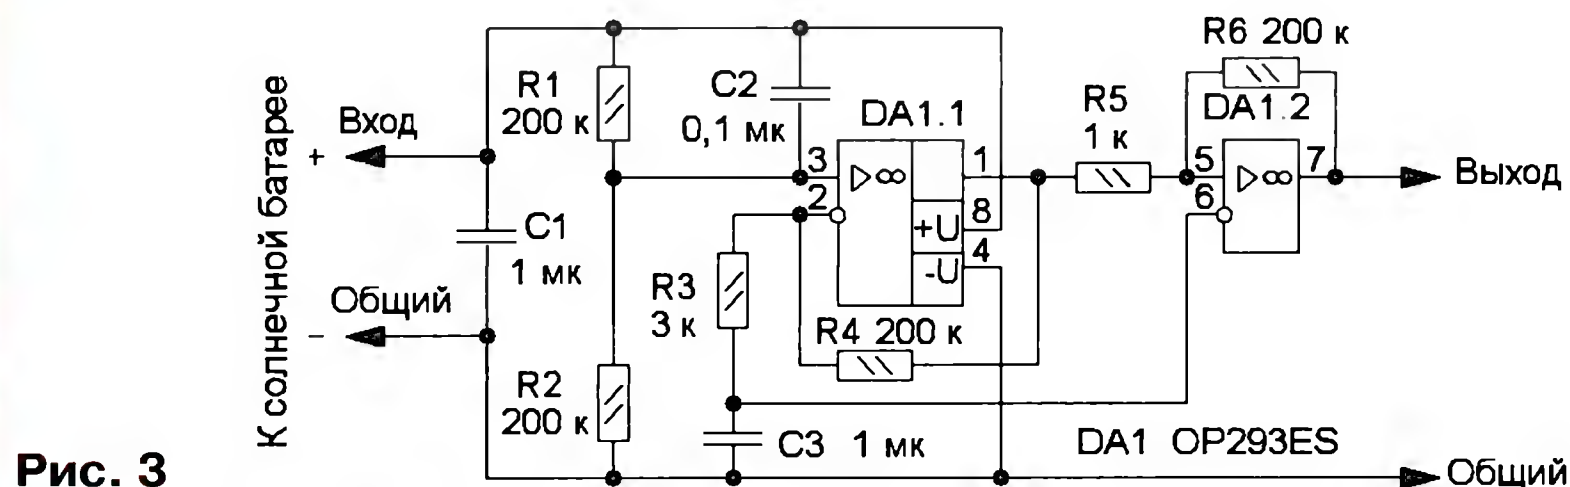 К солнечной батарее
+
Вход
Общий
−
C1
1 мк
R1
200 к
R2
200 к
C2
0,1 мк
R3
3 к
C3 1 мк
DA1.1
3
2
▷∞
1
8
+U
4
-U
R4 200 к
R5
1 к
R6 200 к
DA1.2
5
6
▷∞
7
Выход
DA1 OP293ES
Общий
Рис. 3